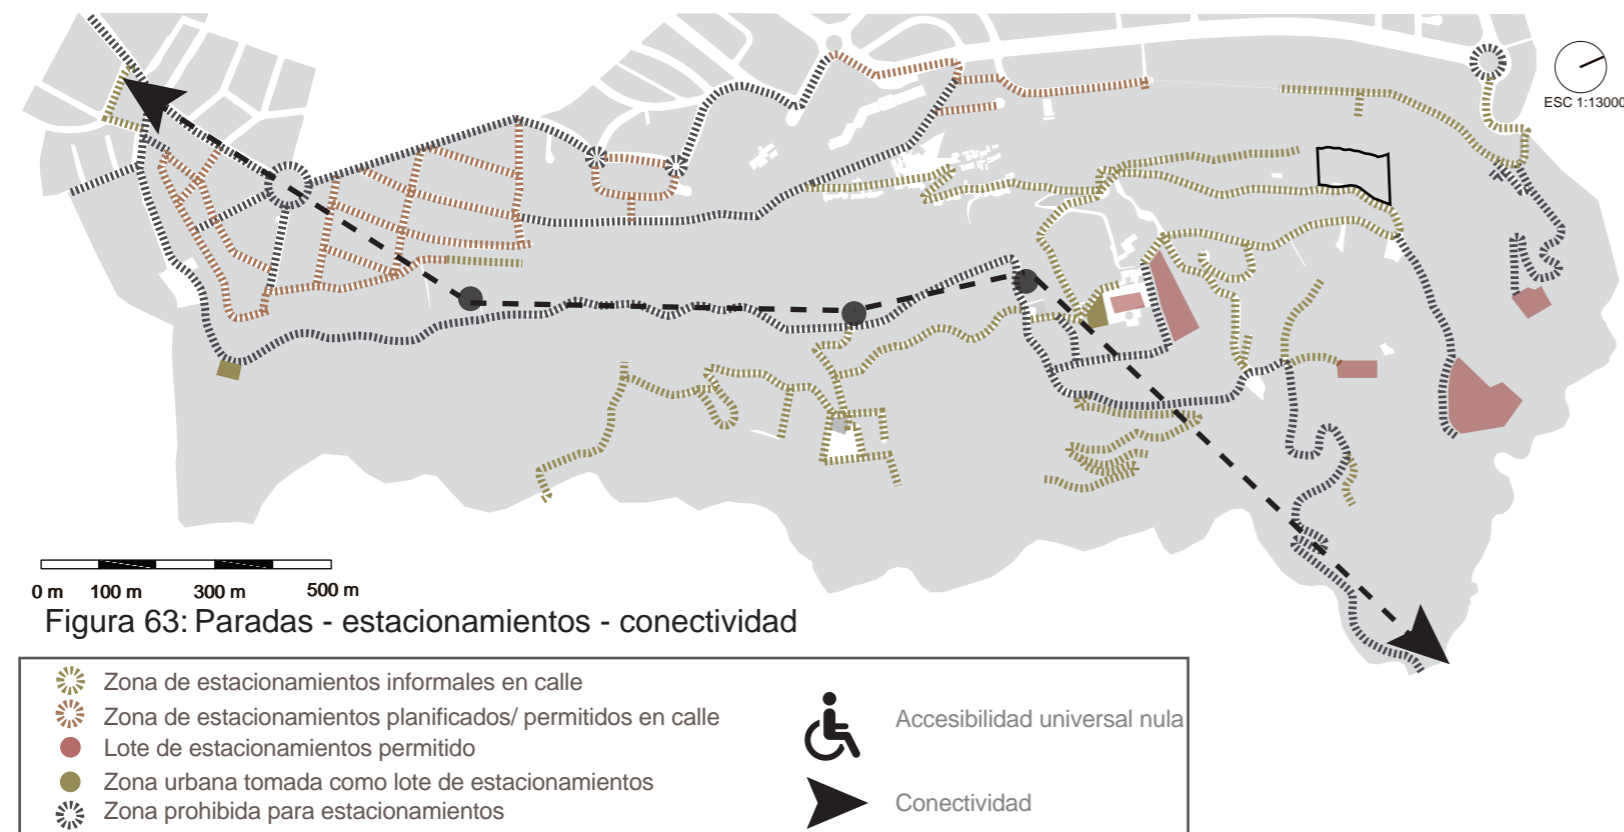 ESC 1:13000
0 m 100 m 300 m 500 m
Figura 63: Paradas - estacionamientos - conectividad
Zona de estacionamientos informales en calle
Zona de estacionamientos planificados/ permitidos en calle
Lote de estacionamientos permitido
Zona urbana tomada como lote de estacionamientos
Zona prohibida para estacionamientos
Accesibilidad universal nula
Conectividad